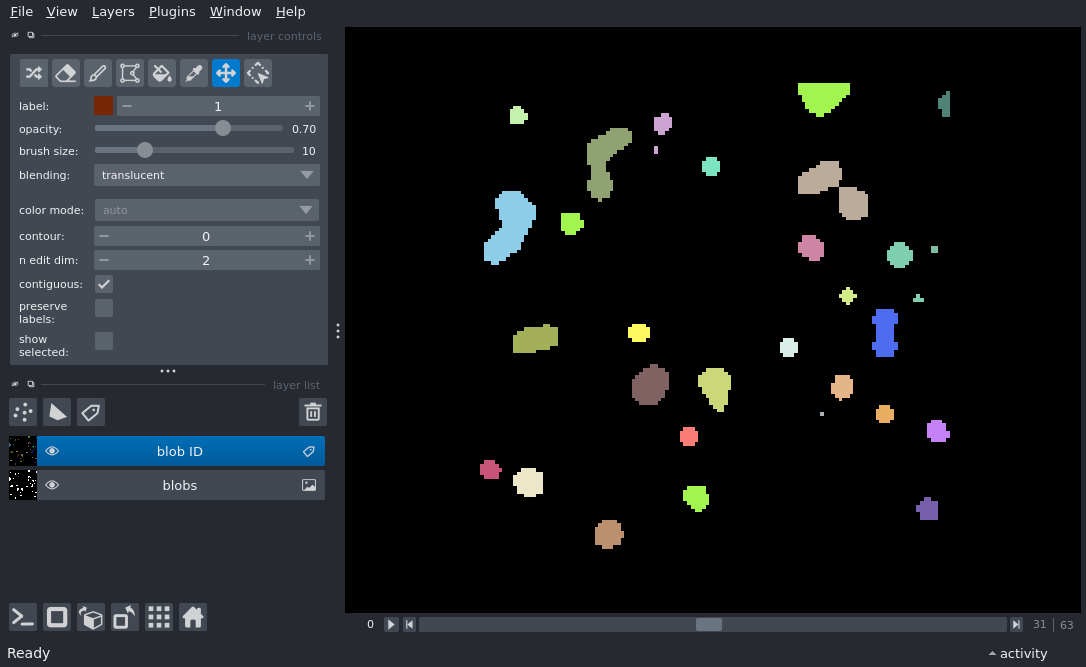 File View Layers Plugins Window Help
layer controls
label: 1
opacity: 0.70
brush size: 10
blending: translucent
color mode: auto
contour: 0
n edit dim: 2
contiguous:
preserve
labels:
show
selected:
layer list
blob ID
blobs
0 31 63
Ready activity